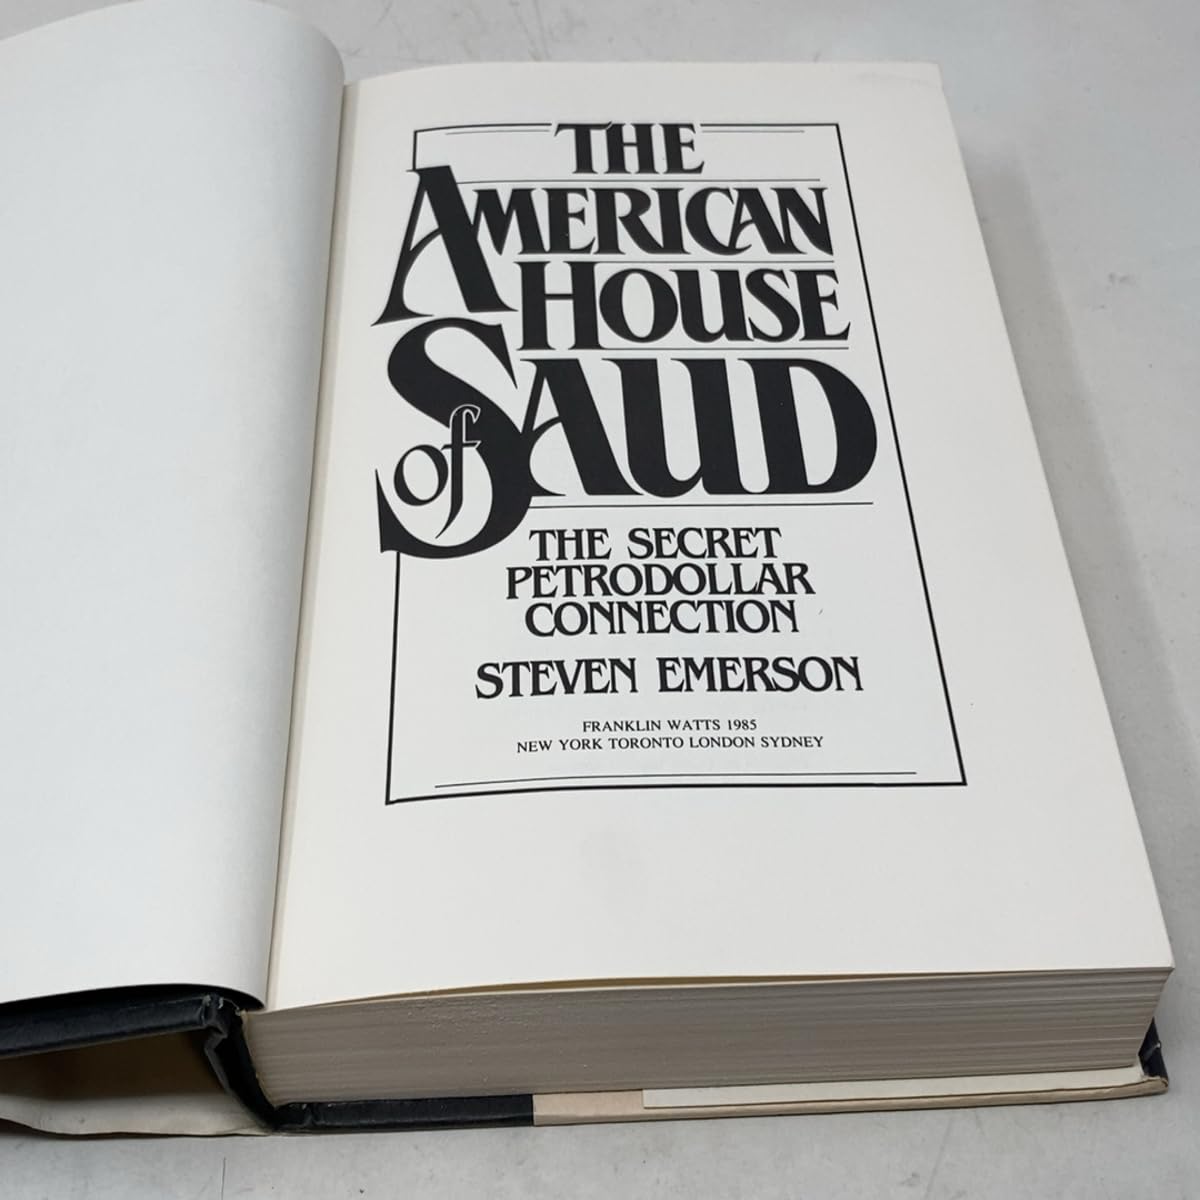 THE
AMERICAN
HOUSE
of SAUD
THE SECRET
PETRODOLLAR
CONNECTION
STEVEN EMERSON
FRANKLIN WATTS 1985
NEW YORK TORONTO LONDON SYDNEY